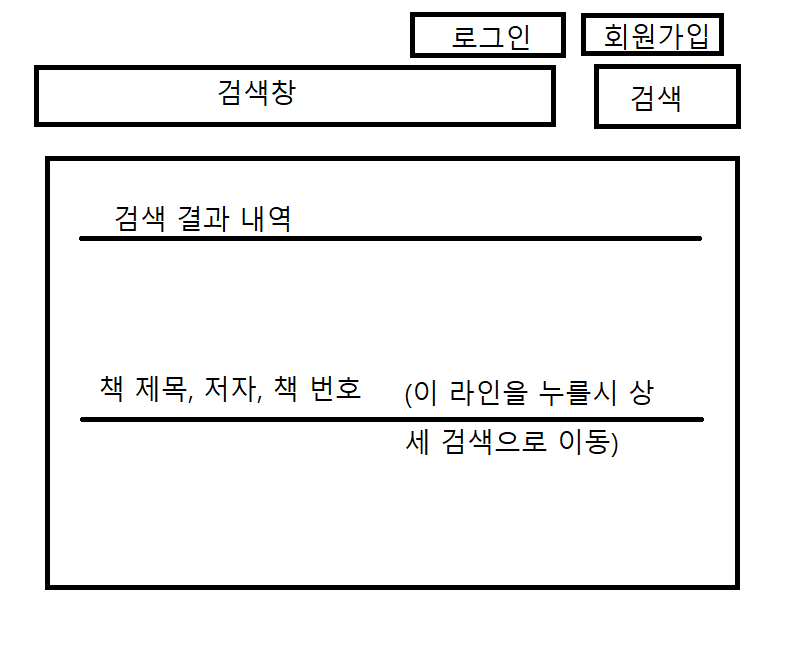 로그인
회원가입
검색창
검색
검색 결과 내역
책 제목, 저자, 책 번호
(이 라인을 누를시 상
세 검색으로 이동)